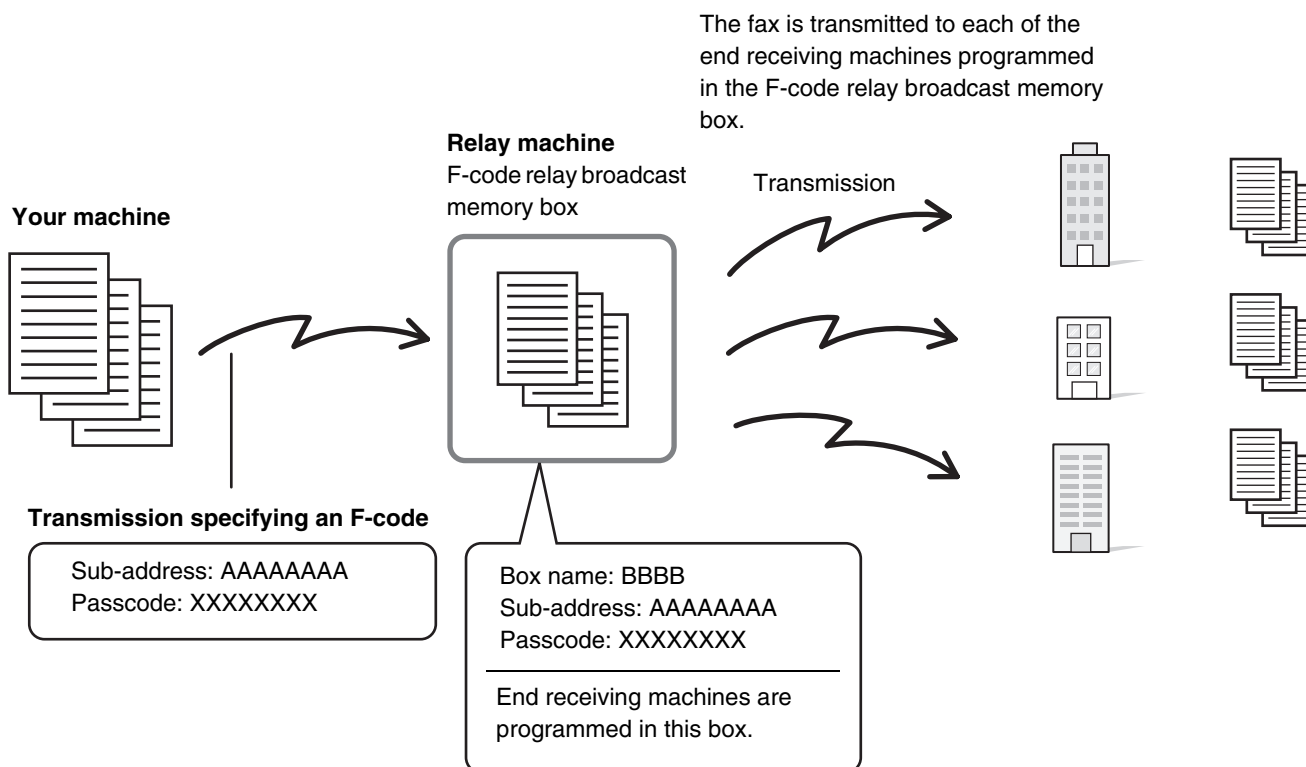 The fax is transmitted to each of the
end receiving machines programmed
in the F-code relay broadcast memory
box.
Relay machine
F-code relay broadcast
memory box
Transmission
Your machine
Transmission specifying an F-code
Sub-address: AAAAAAAA
Passcode: XXXXXXXX
Box name: BBBB
Sub-address: AAAAAAAA
Passcode: XXXXXXXX
End receiving machines are
programmed in this box.